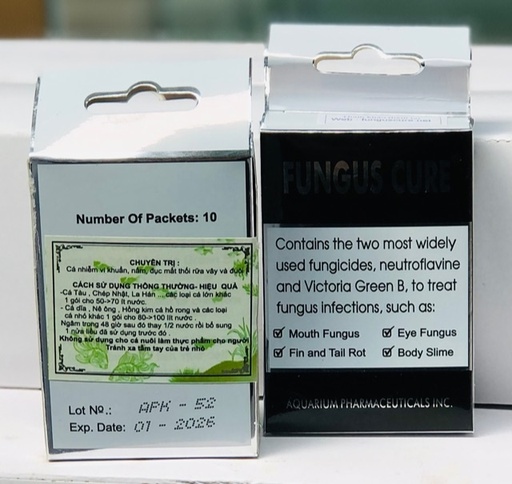 Number Of Packets: 10
CHUYÊN TRỊ :
Cá nhiễm vi khuẩn, nấm, đục mắt thối rữa vây và đuôi
CÁCH SỬ DỤNG THÔNG THƯỜNG- HIỆU QUẢ
-Cá Tàu , Chép Nhật, La Hán ....các loại cá lớn khác
1 gói cho 50->70 lít nước.
- Cá dĩa , Nê ông , Hồng kim cá hồ rong và các loại
cá nhỏ khác 1 gói cho 80->100 lít nước .
Ngâm trong 48 giờ sau đó thay 1/2 nước rồi bổ sung
1 nửa liều đã sử dụng trước đó .
Không sử dụng cho cá nuôi làm thực phẩm cho người
Tránh xa tầm tay của trẻ nhỏ
Lot Nº.: APK - 52
Exp. Date: 01 - 2026
FUNGUS CURE
Contains the two most widely
used fungicides, neutroflavine
and Victoria Green B, to treat
fungus infections, such as:
Mouth Fungus
Eye Fungus
Fin and Tail Rot
Body Slime
AQUARIUM PHARMACEUTICALS INC.